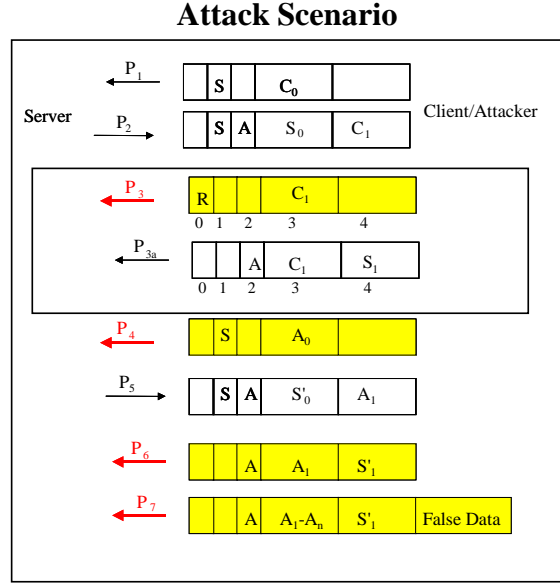 Attack Scenario
P₁ S C₀
Server Client/Attacker
P₂ S A S₀ C₁
P₃ R C₁
0 1 2 3 4
P₃ₐ A C₁ S₁
0 1 2 3 4
P₄ S A₀
P₅ S A S'₀ A₁
P₆ A A₁ S'₁
P₇ A A₁-Aₙ S'₁ False Data